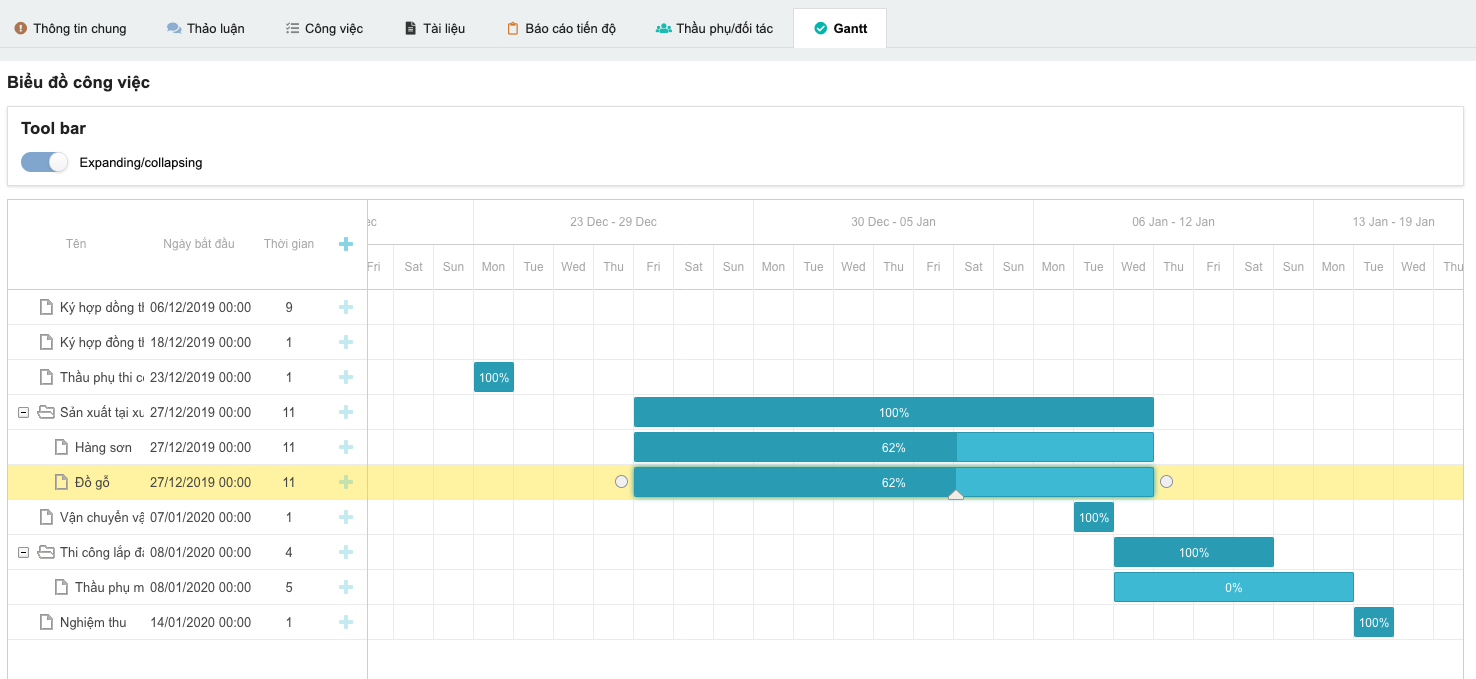 Thông tin chung Thảo luận Công việc Tài liệu Báo cáo tiến độ Thầu phụ/đối tác Gantt
Biểu đồ công việc
Tool bar
Expanding/collapsing
Tên Ngày bắt đầu Thời gian
ec 23 Dec - 29 Dec 30 Dec - 05 Jan 06 Jan - 12 Jan 13 Jan - 19 Jan
Fri Sat Sun Mon Tue Wed Thu Fri Sat Sun Mon Tue Wed Thu Fri Sat Sun Mon Tue Wed Thu Fri Sat Sun Mon Tue Wed Thu
Ký hợp dồng th 06/12/2019 00:00 9
Ký hợp đồng th 18/12/2019 00:00 1
Thầu phụ thi cô 23/12/2019 00:00 1 100%
Sản xuất tại xư 27/12/2019 00:00 11 100%
Hàng sơn 27/12/2019 00:00 11 62%
Đồ gỗ 27/12/2019 00:00 11 62%
Vận chuyển vậ 07/01/2020 00:00 1 100%
Thi công lắp đặ 08/01/2020 00:00 4 100%
Thầu phụ m 08/01/2020 00:00 5 0%
Nghiệm thu 14/01/2020 00:00 1 100%